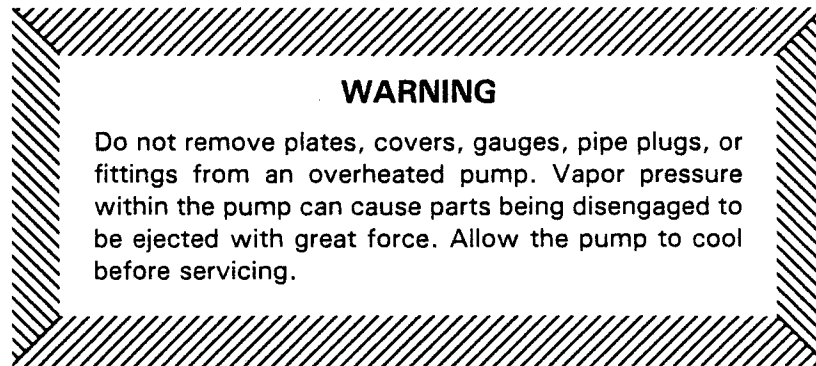 WARNING
Do not remove plates, covers, gauges, pipe plugs, or
fittings from an overheated pump. Vapor pressure
within the pump can cause parts being disengaged to
be ejected with great force. Allow the pump to cool
before servicing.